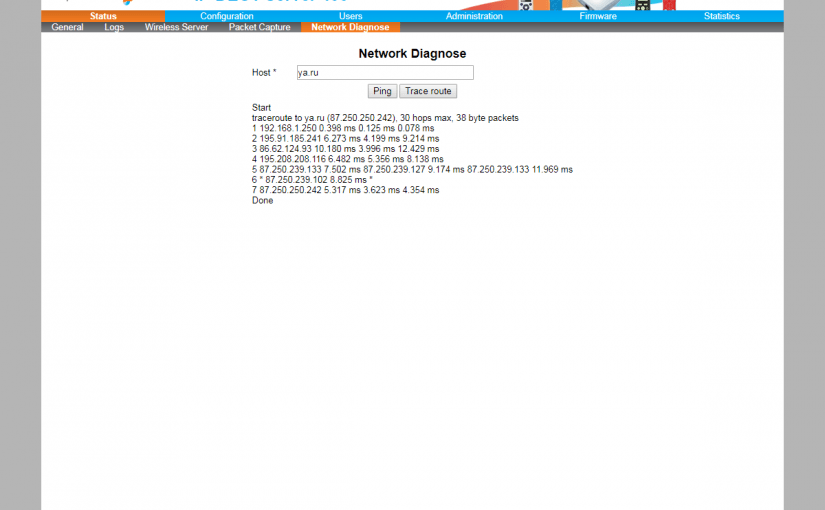 Status Configuration Users Administration Firmware Statistics
General Logs Wireless Server Packet Capture Network Diagnose
Network Diagnose
Host * ya.ru
Ping Trace route
Start
traceroute to ya.ru (87.250.250.242), 30 hops max, 38 byte packets
1 192.168.1.250 0.398 ms 0.125 ms 0.078 ms
2 195.91.185.241 6.273 ms 4.199 ms 9.214 ms
3 86.62.124.93 10.180 ms 3.996 ms 12.429 ms
4 195.208.208.116 6.482 ms 5.356 ms 8.138 ms
5 87.250.239.133 7.502 ms 87.250.239.127 9.174 ms 87.250.239.133 11.969 ms
6 * 87.250.239.102 8.825 ms *
7 87.250.250.242 5.317 ms 3.623 ms 4.354 ms
Done